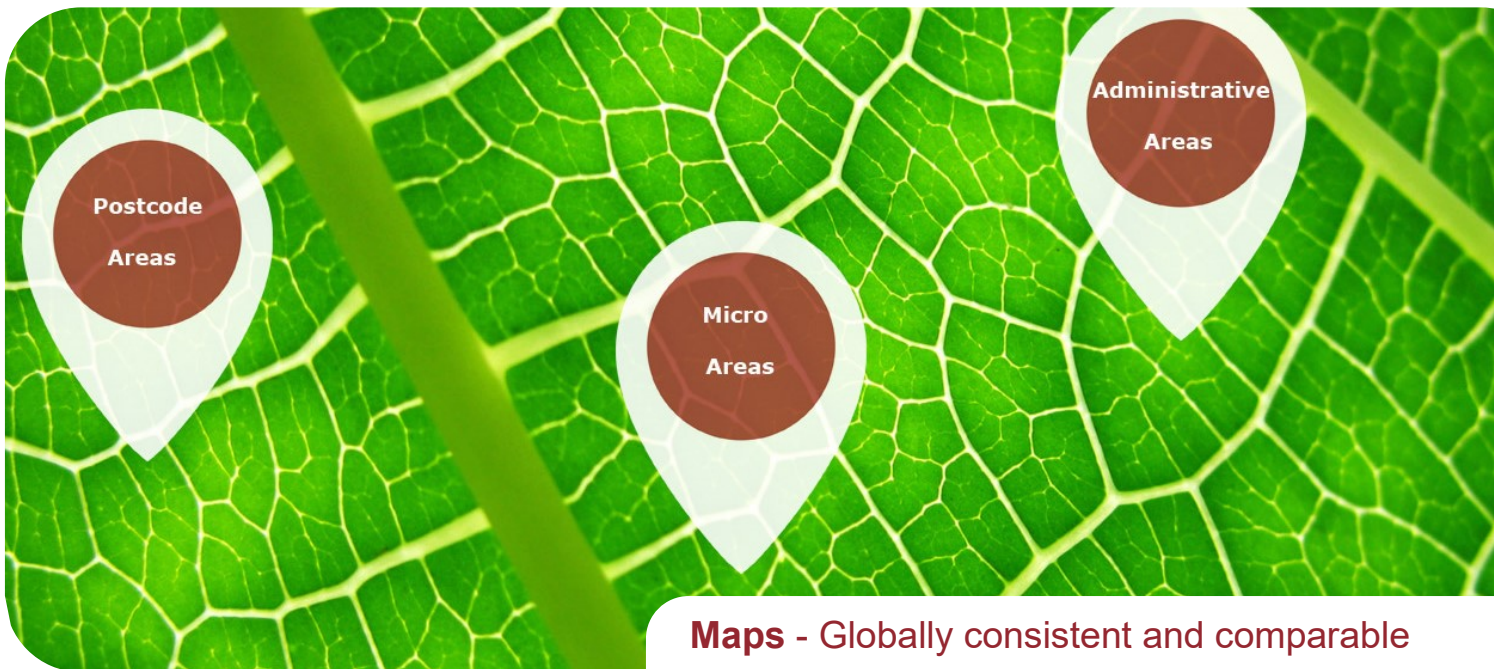 Postcode
Areas
Micro
Areas
Administrative
Areas
Maps - Globally consistent and comparable